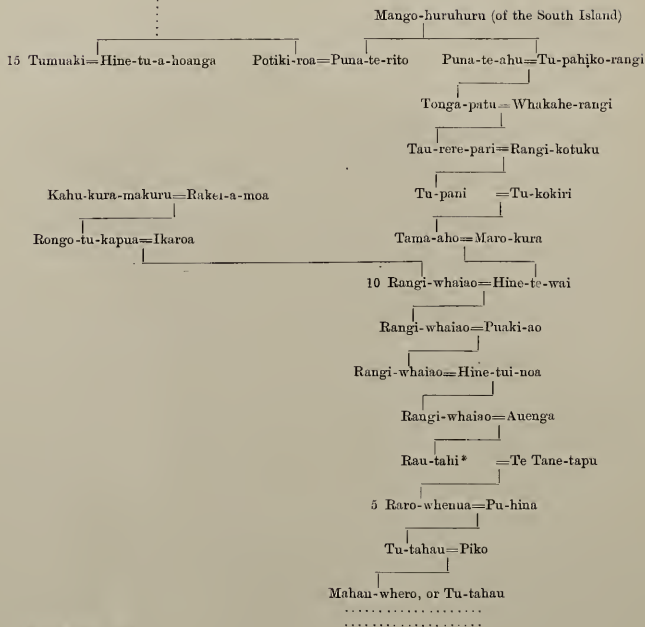 Mango-huruhuru (of the South Island)
15 Tumuaki=Hine-tu-a-hoanga Potiki-roa=Puna-te-rito Puna-te-ahu=Tu-pahiko-rangi
Tonga-patu=Whakahe-rangi
Tau-rere-pari=Rangi-kotuku
Kahu-kura-makuru=Rakei-a-moa Tu-pani =Tu-kokiri
Rongo-tu-kapua=Ikaroa Tama-aho=Maro-kura
10 Rangi-whaiao=Hine-te-wai
Rangi-whaiao=Puaki-ao
Rangi-whaiao=Hine-tui-noa
Rangi-whaiao=Auenga
Rau-tahi* =Te Tane-tapu
5 Raro-whenua=Pu-hina
Tu-tahau=Piko
Mahau-whero, or Tu-tahau